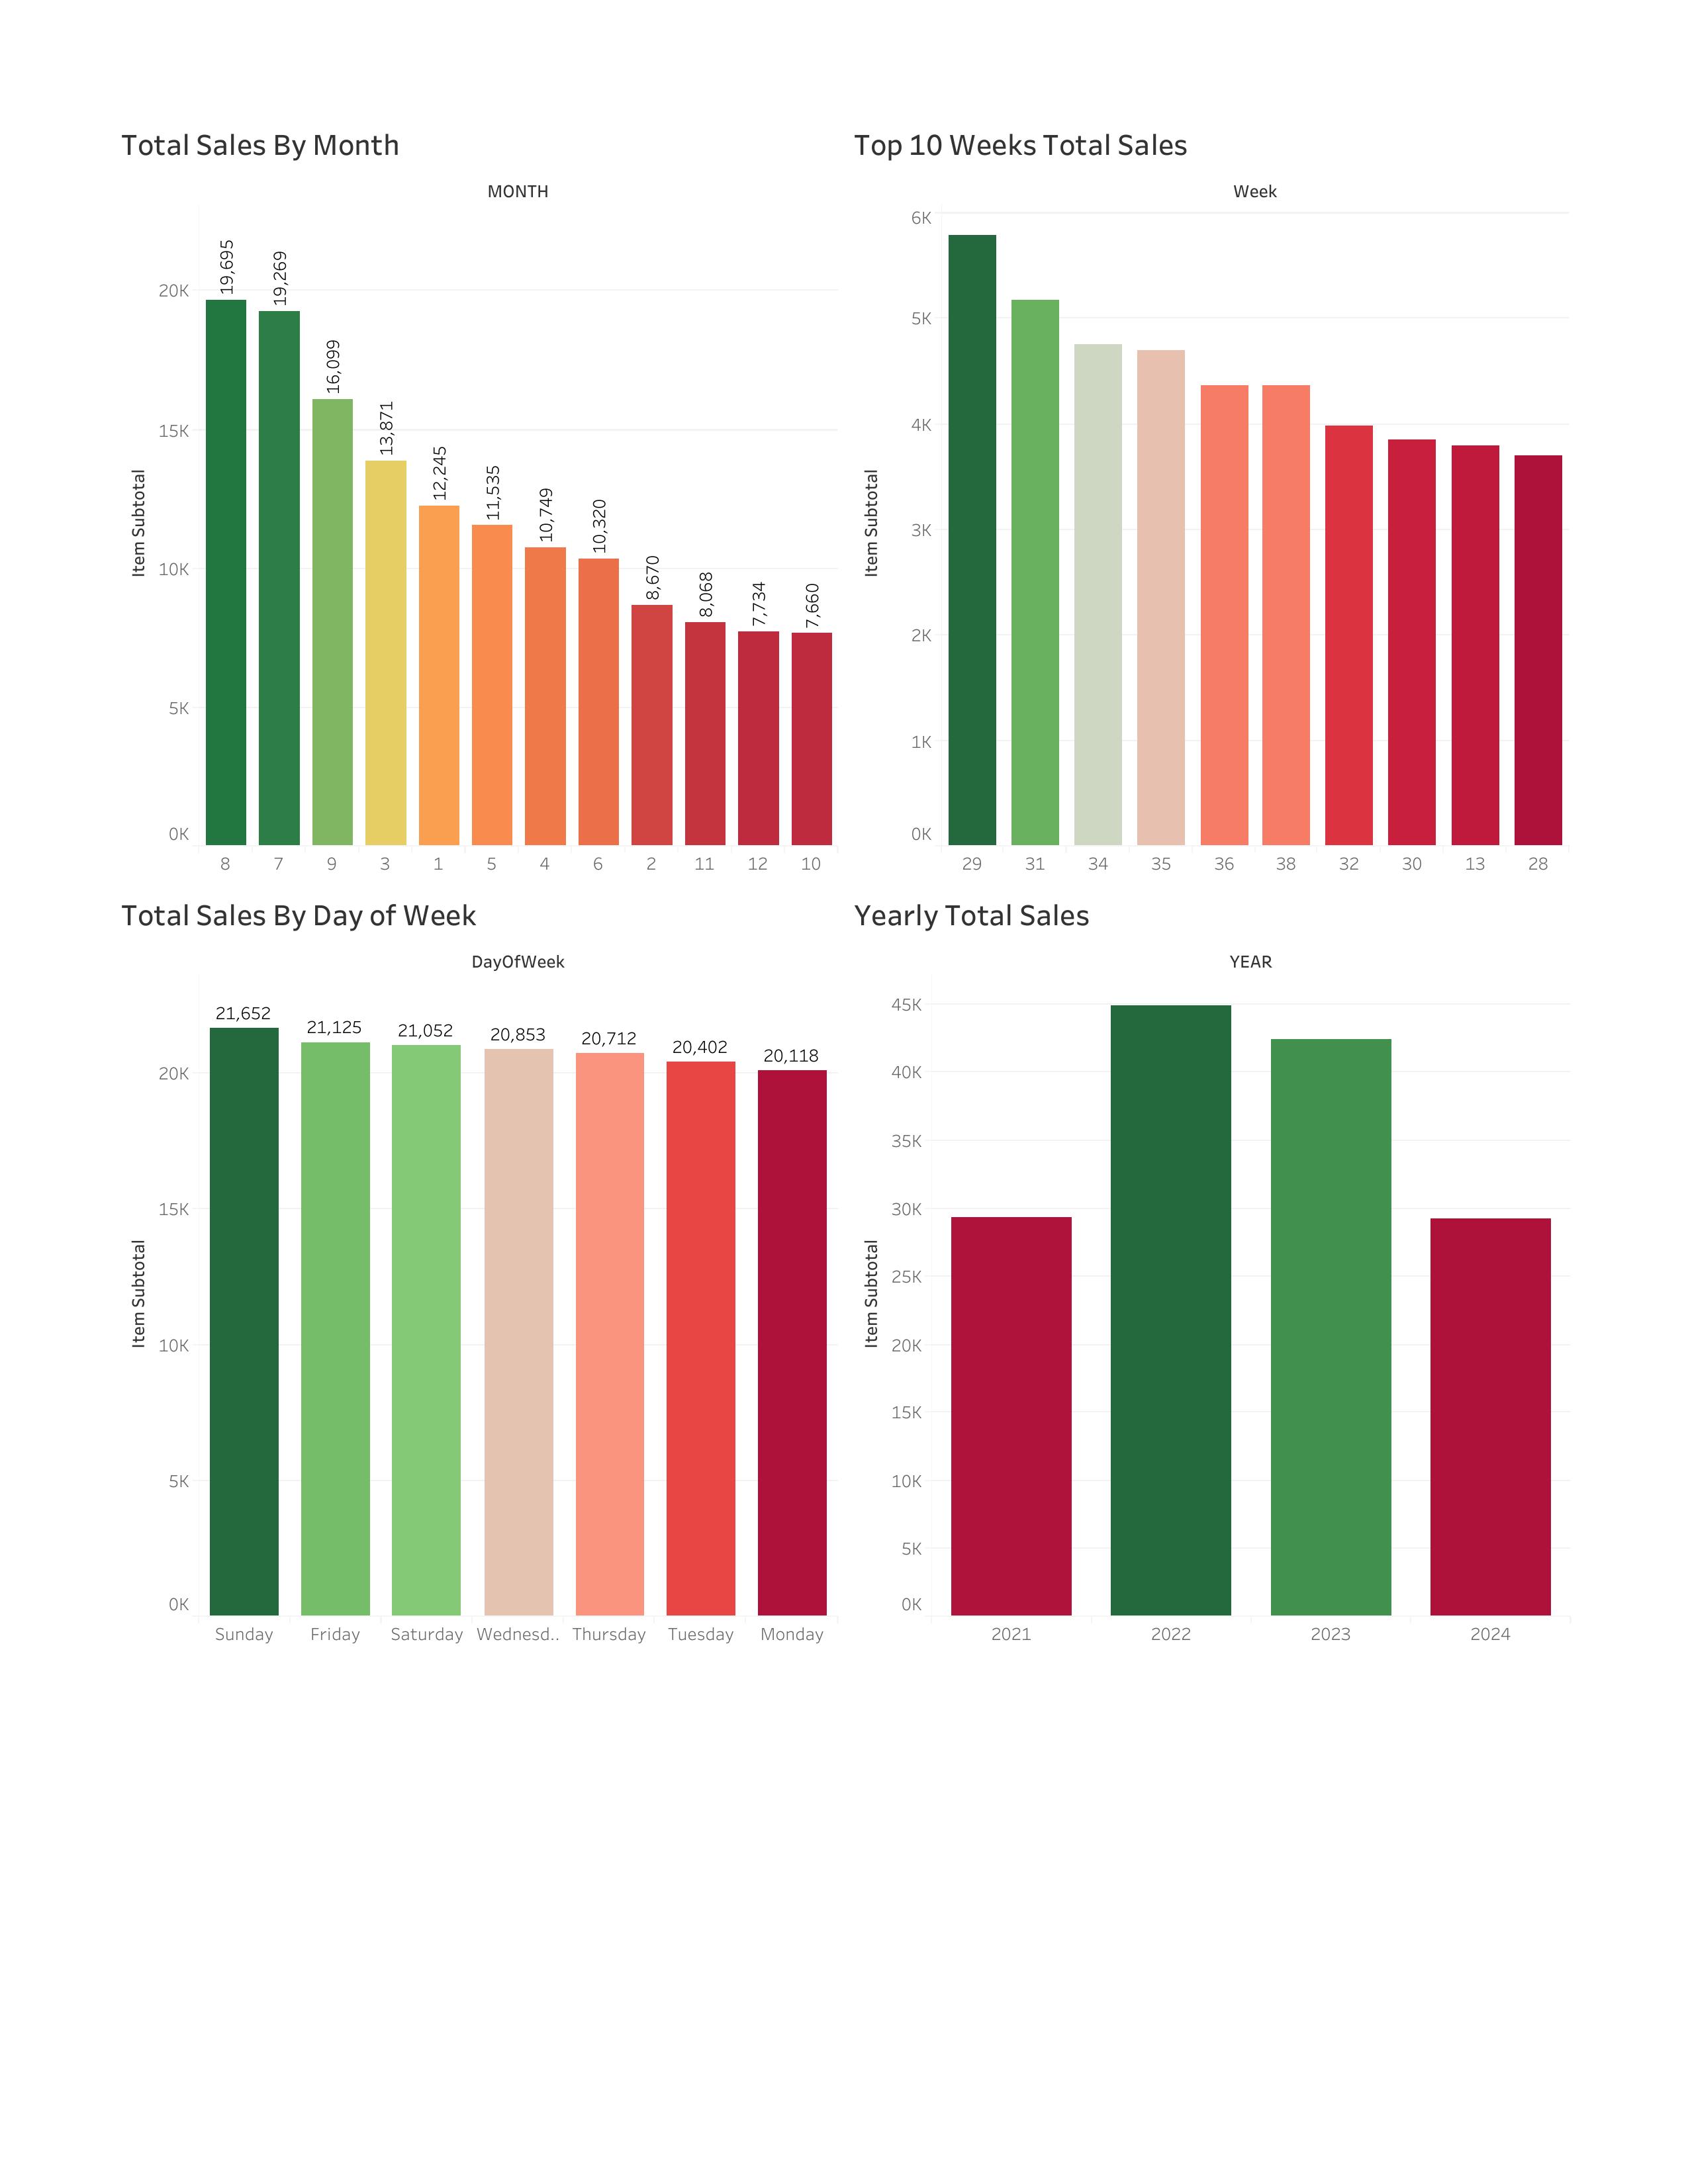 Total Sales By Month
MONTH
Item Subtotal
20K
15K
10K
5K
0K
19,695
19,269
16,099
13,871
12,245
11,535
10,749
10,320
8,670
8,068
7,734
7,660
8 7 9 3 1 5 4 6 2 11 12 10
Top 10 Weeks Total Sales
Week
Item Subtotal
6K
5K
4K
3K
2K
1K
0K
29 31 34 35 36 38 32 30 13 28
Total Sales By Day of Week
DayOfWeek
Item Subtotal
20K
15K
10K
5K
0K
21,652 21,125 21,052 20,853 20,712 20,402 20,118
Sunday Friday Saturday Wednesd.. Thursday Tuesday Monday
Yearly Total Sales
YEAR
Item Subtotal
45K
40K
35K
30K
25K
20K
15K
10K
5K
0K
2021 2022 2023 2024